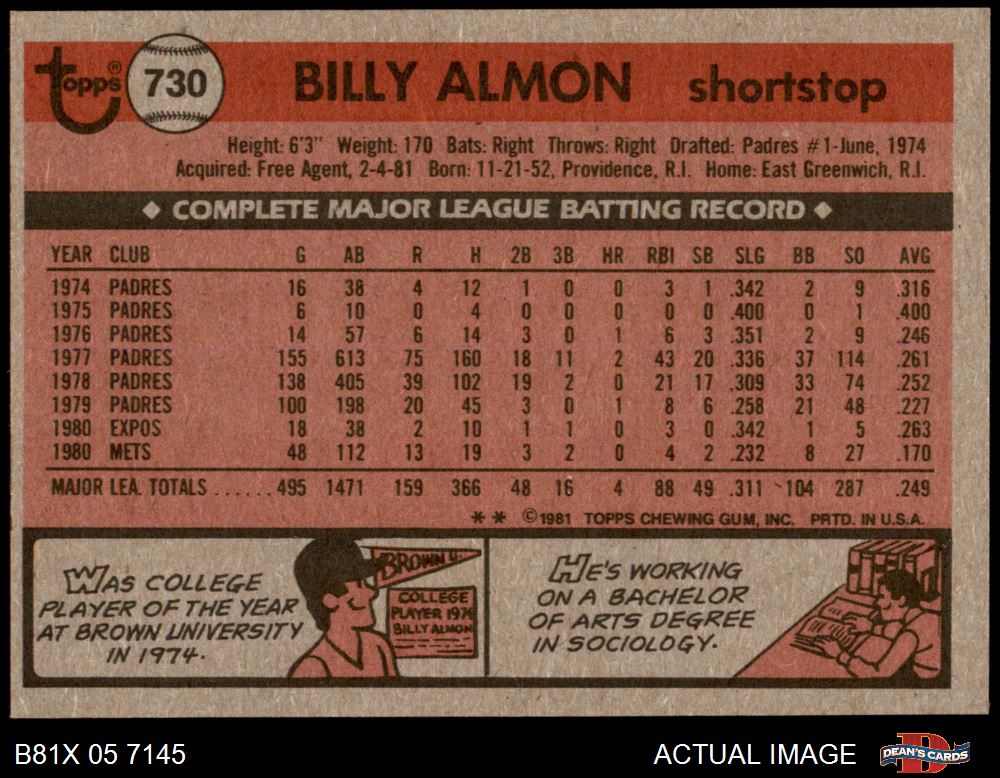 Topps® 730 BILLY ALMON shortstop
Height: 6'3" Weight: 170 Bats: Right Throws: Right Drafted: Padres #1-June, 1974
Acquired: Free Agent, 2-4-81 Born: 11-21-52, Providence, R.I. Home: East Greenwich, R.I.
◆ COMPLETE MAJOR LEAGUE BATTING RECORD ◆
YEAR CLUB G AB R H 2B 3B HR RBI SB SLG BB SO AVG
1974 PADRES 16 38 4 12 1 0 0 3 1 .342 2 9 .316
1975 PADRES 6 10 0 4 0 0 0 0 0 .400 0 1 .400
1976 PADRES 14 57 6 14 3 0 1 6 3 .351 2 9 .246
1977 PADRES 155 613 75 160 18 11 2 43 20 .336 37 114 .261
1978 PADRES 138 405 39 102 19 2 0 21 17 .309 33 74 .252
1979 PADRES 100 198 20 45 3 0 1 8 6 .258 21 48 .227
1980 EXPOS 18 38 2 10 1 1 0 3 0 .342 1 5 .263
1980 METS 48 112 13 19 3 2 0 4 2 .232 8 27 .170
MAJOR LEA. TOTALS ...... 495 1471 159 366 48 16 4 88 49 .311 104 287 .249
* * ©1981 TOPPS CHEWING GUM, INC. PRTD. IN U.S.A.
WAS COLLEGE
PLAYER OF THE YEAR
AT BROWN UNIVERSITY
IN 1974.
BROWN U.
COLLEGE
PLAYER 1974
BILLY ALMON
HE'S WORKING
ON A BACHELOR
OF ARTS DEGREE
IN SOCIOLOGY.
B81X 05 7145 ACTUAL IMAGE DEAN'S CARDS